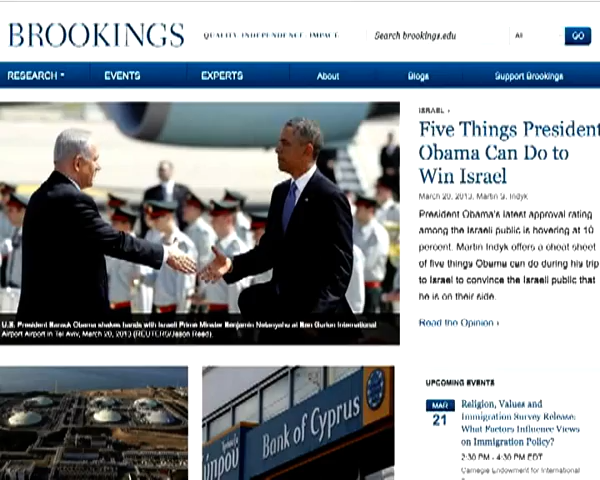 BROOKINGS
QUALITY. INDEPENDENCE. IMPACT.
Search brookings.edu
All
GO
RESEARCH
EVENTS
EXPERTS
About
Blogs
Support Brookings
ISRAEL ›
Five Things President
Obama Can Do to
Win Israel
March 20, 2013, Martin S. Indyk
President Obama's latest approval rating
among the Israeli public is hovering at 10
percent. Martin Indyk offers a cheat sheet
of five things Obama can do during his trip
to Israel to convince the Israeli public that
he is on their side.
Read the Opinion ›
U.S. President Barack Obama shakes hands with Israeli Prime Minister Benjamin Netanyahu at Ben Gurion International
Airport Airport in Tel Aviv, March 20, 2013 (REUTERS/Jason Reed).
Bank of Cyprus
UPCOMING EVENTS
MAR
21
Religion, Values and
Immigration Survey Release:
What Factors Influence Views
on Immigration Policy?
2:30 PM - 4:30 PM EDT
Carnegie Endowment for International